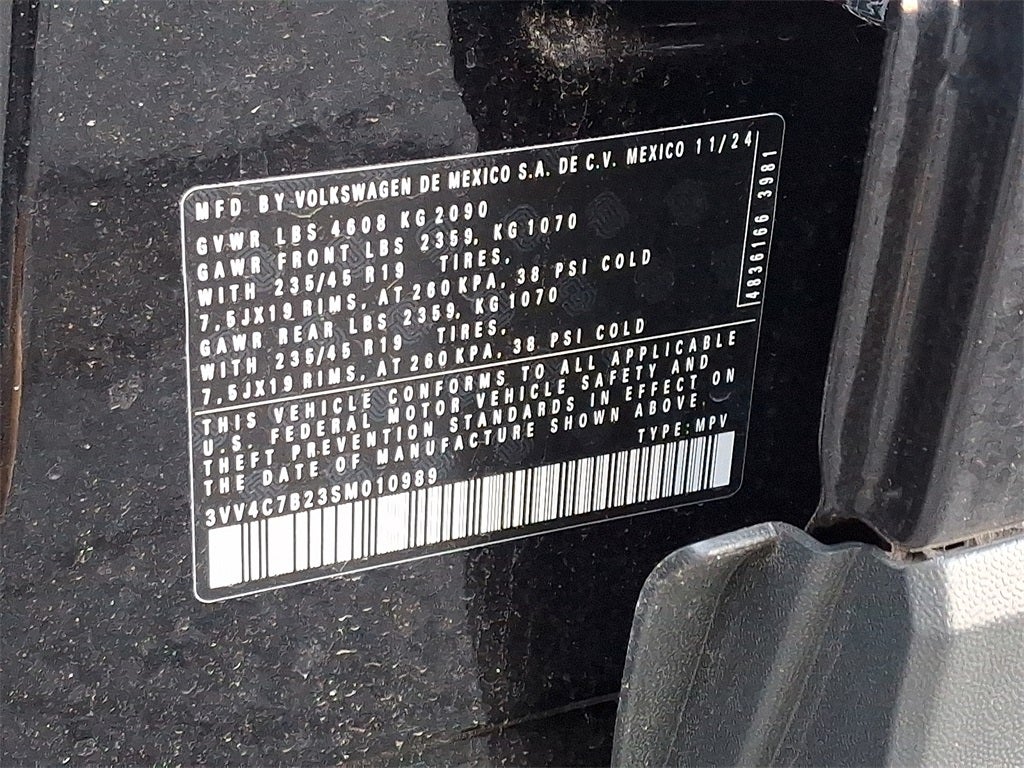 MFD BY VOLKSWAGEN DE MEXICO S.A. DE C.V. MEXICO 11/24
GVWR LBS 4608 KG 2090
GAWR FRONT LBS 2359, KG 1070
WITH 235/45 R19 TIRES,
7,5JX19 RIMS, AT 260 KPA, 38 PSI COLD
GAWR REAR LBS 2359, KG 1070
WITH 235/45 R19 TIRES,
7,5JX19 RIMS, AT 260 KPA, 38 PSI COLD
4836166 3981
THIS VEHICLE CONFORMS TO ALL APPLICABLE
U.S. FEDERAL MOTOR VEHICLE SAFETY AND
THEFT PREVENTION STANDARDS IN EFFECT ON
THE DATE OF MANUFACTURE SHOWN ABOVE.
TYPE: MPV
3VV4C7B23SM010989